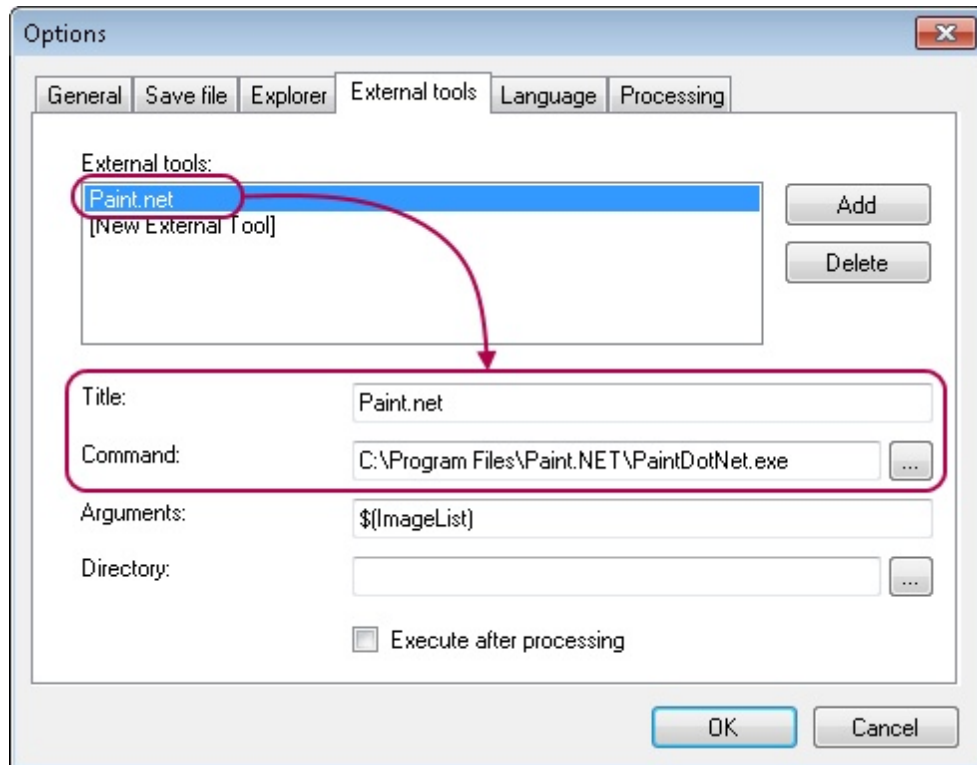 Options
General Save file Explorer External tools Language Processing
External tools:
Paint.net
[New External Tool]
Add
Delete
Title:
Paint.net
Command:
C:\Program Files\Paint.NET\PaintDotNet.exe
...
Arguments:
$(ImageList)
Directory:
...
Execute after processing
OK
Cancel